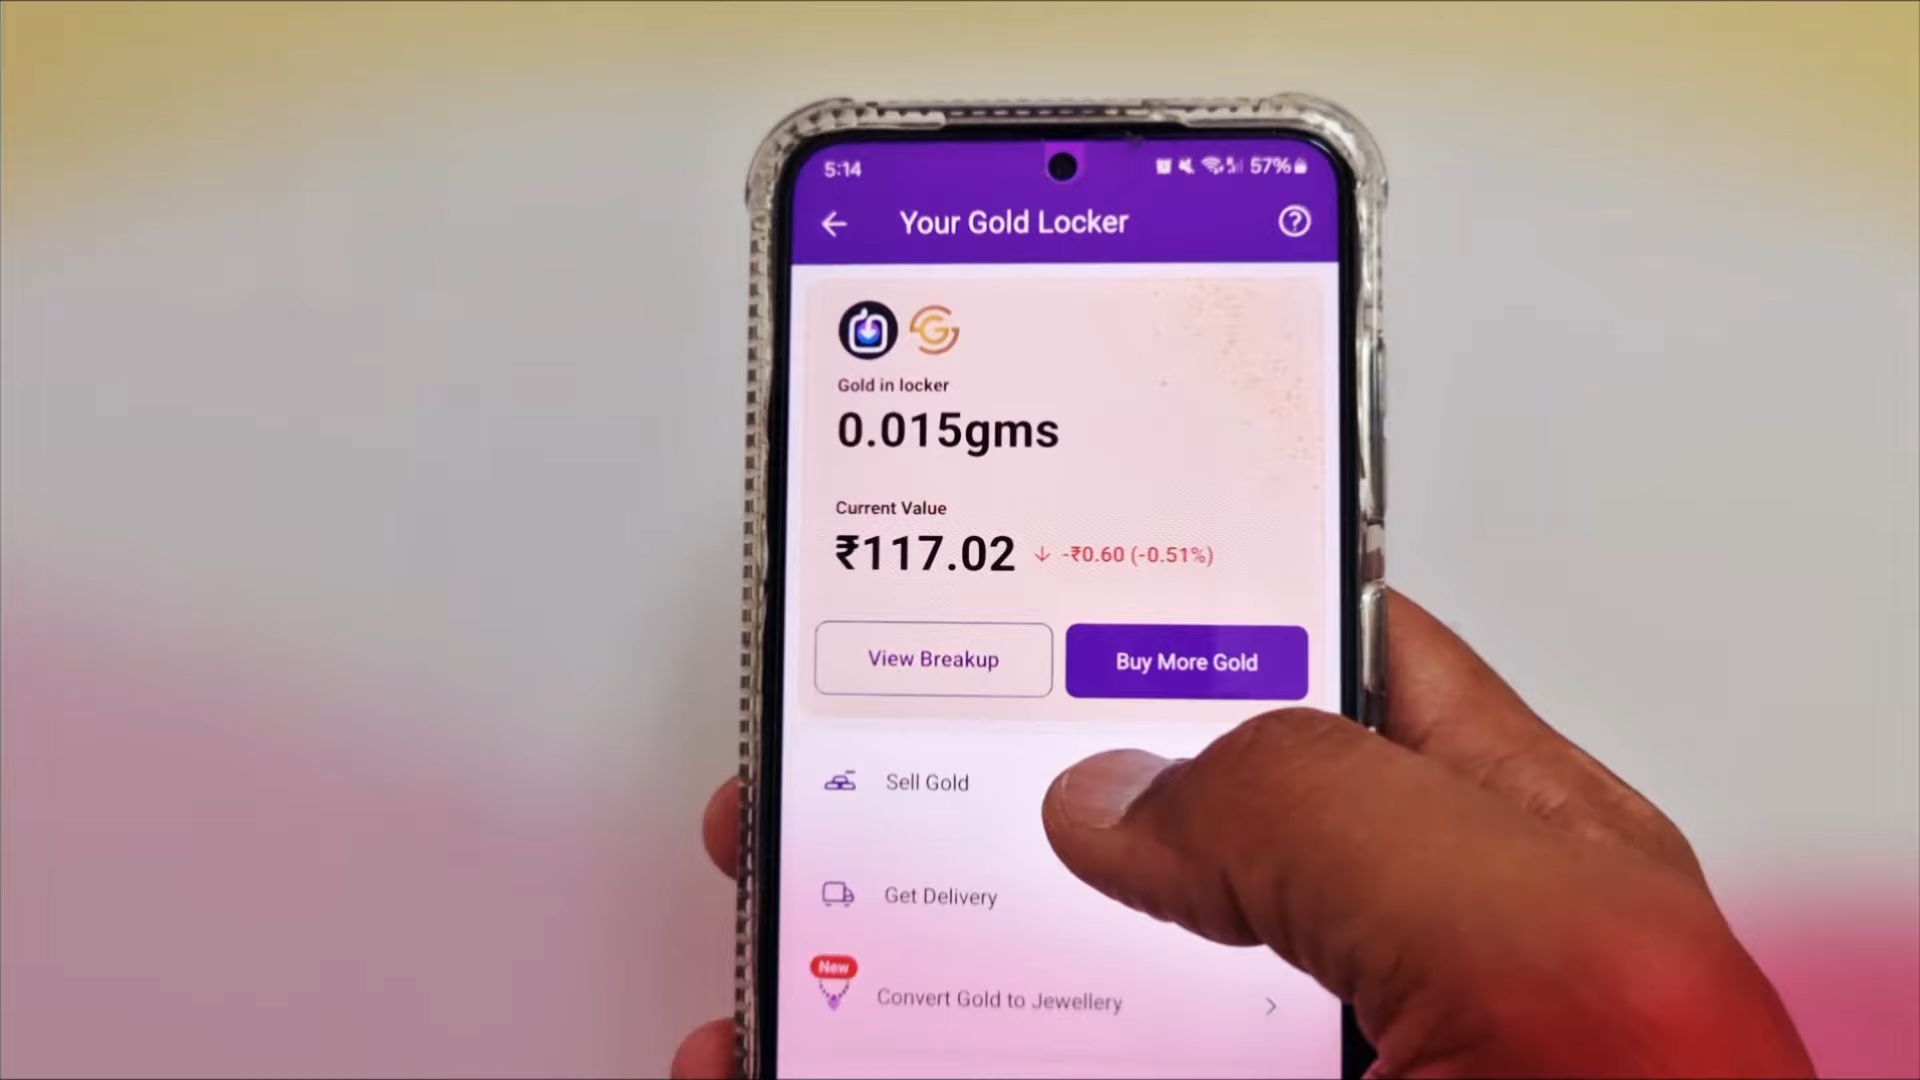 5:14
57%
Your Gold Locker
Gold in locker
0.015gms
Current Value
₹117.02 ↓ -₹0.60 (-0.51%)
View Breakup
Buy More Gold
Sell Gold
Get Delivery
New
Convert Gold to Jewellery